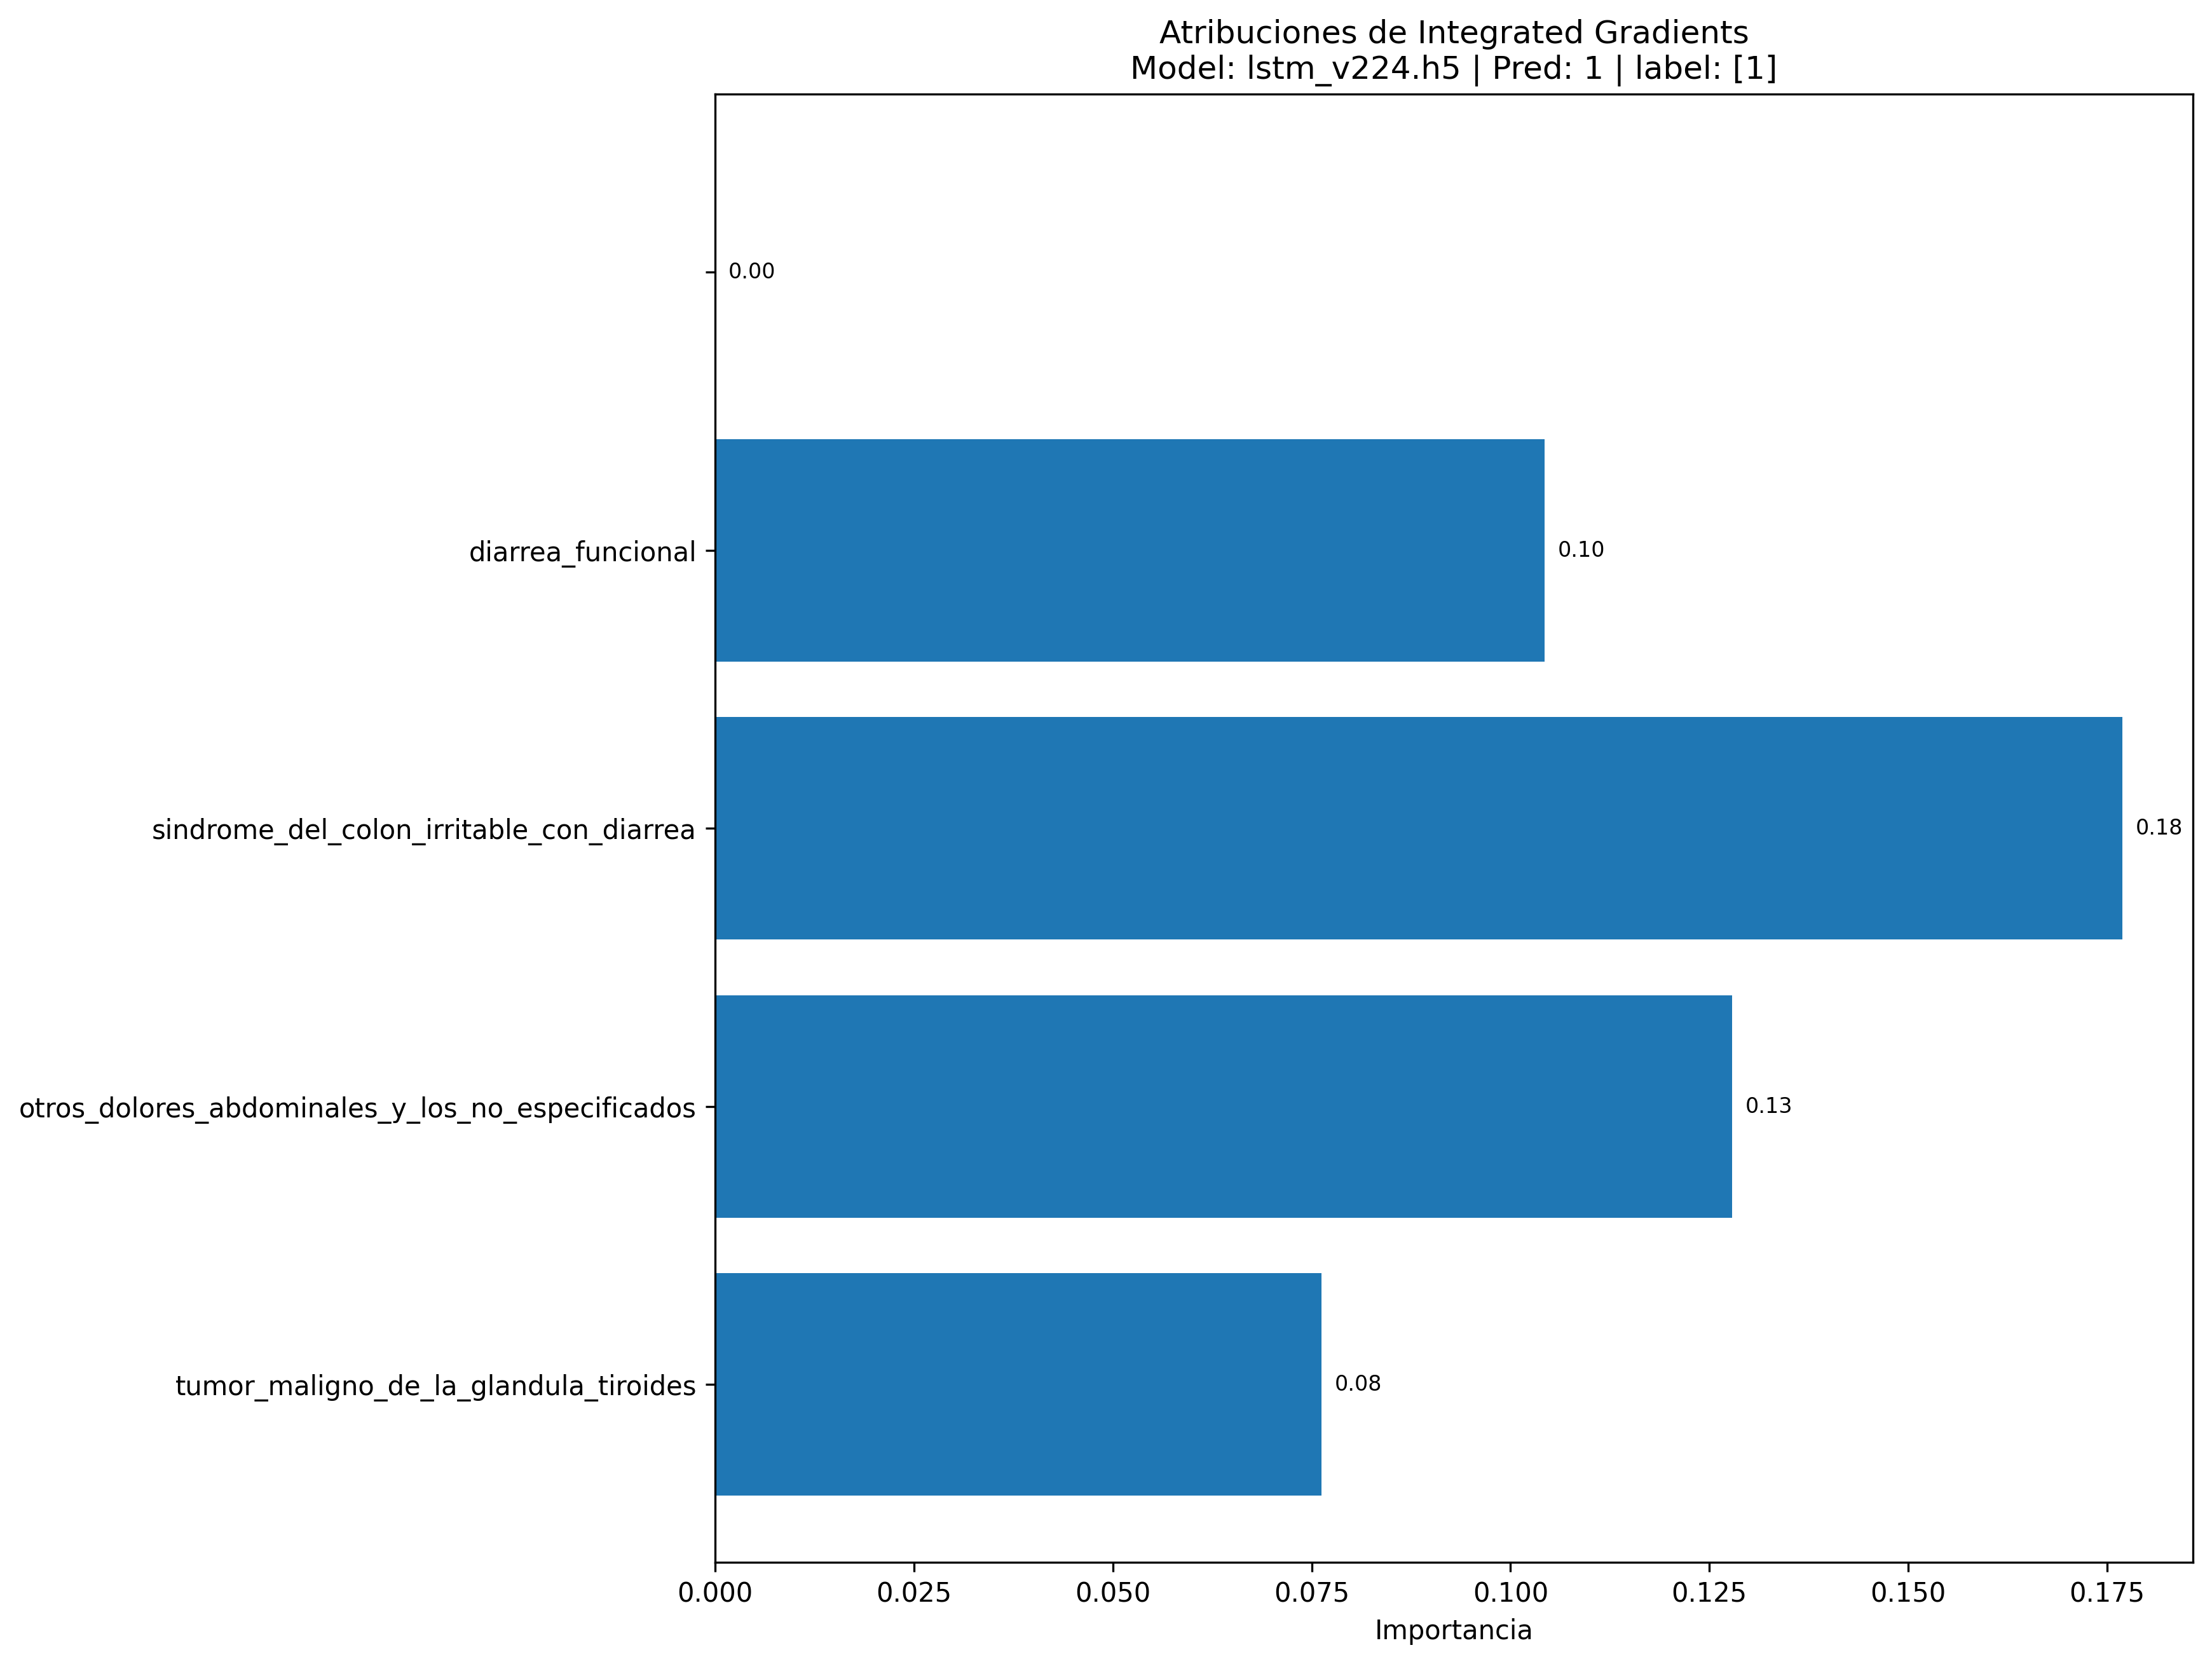 Atribuciones de Integrated Gradients
Model: lstm_v224.h5 | Pred: 1 | label: [1]
0.00
diarrea_funcional
0.10
sindrome_del_colon_irritable_con_diarrea
0.18
otros_dolores_abdominales_y_los_no_especificados
0.13
tumor_maligno_de_la_glandula_tiroides
0.08
0.000 0.025 0.050 0.075 0.100 0.125 0.150 0.175
Importancia